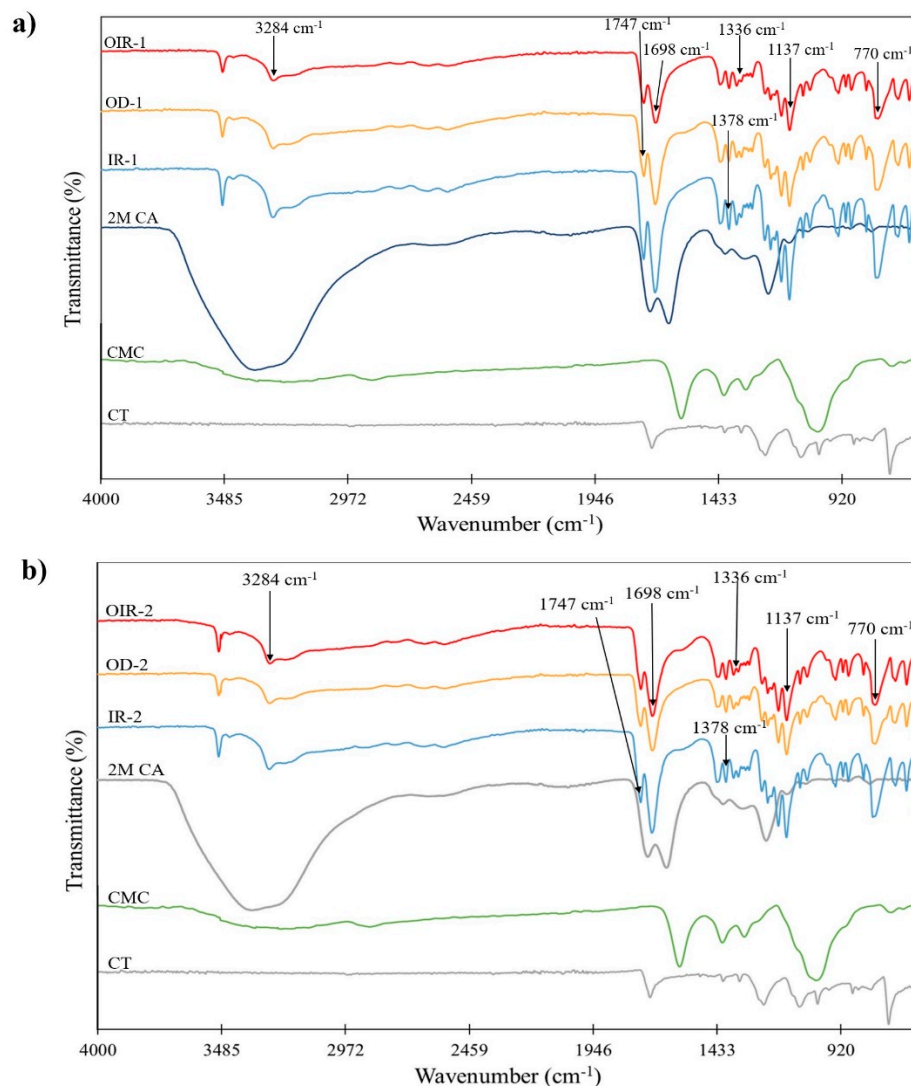 a)
3284 cm⁻¹
1747 cm⁻¹
1336 cm⁻¹
OIR-1
1698 cm⁻¹
1137 cm⁻¹
770 cm⁻¹
OD-1
1378 cm⁻¹
IR-1
2M CA
CMC
CT
Transmittance (%)
4000 3485 2972 2459 1946 1433 920
Wavenumber (cm⁻¹)
b)
3284 cm⁻¹
1336 cm⁻¹
1747 cm⁻¹
1698 cm⁻¹
1137 cm⁻¹
OIR-2
770 cm⁻¹
OD-2
IR-2
1378 cm⁻¹
2M CA
CMC
CT
Transmittance (%)
4000 3485 2972 2459 1946 1433 920
Wavenumber (cm⁻¹)